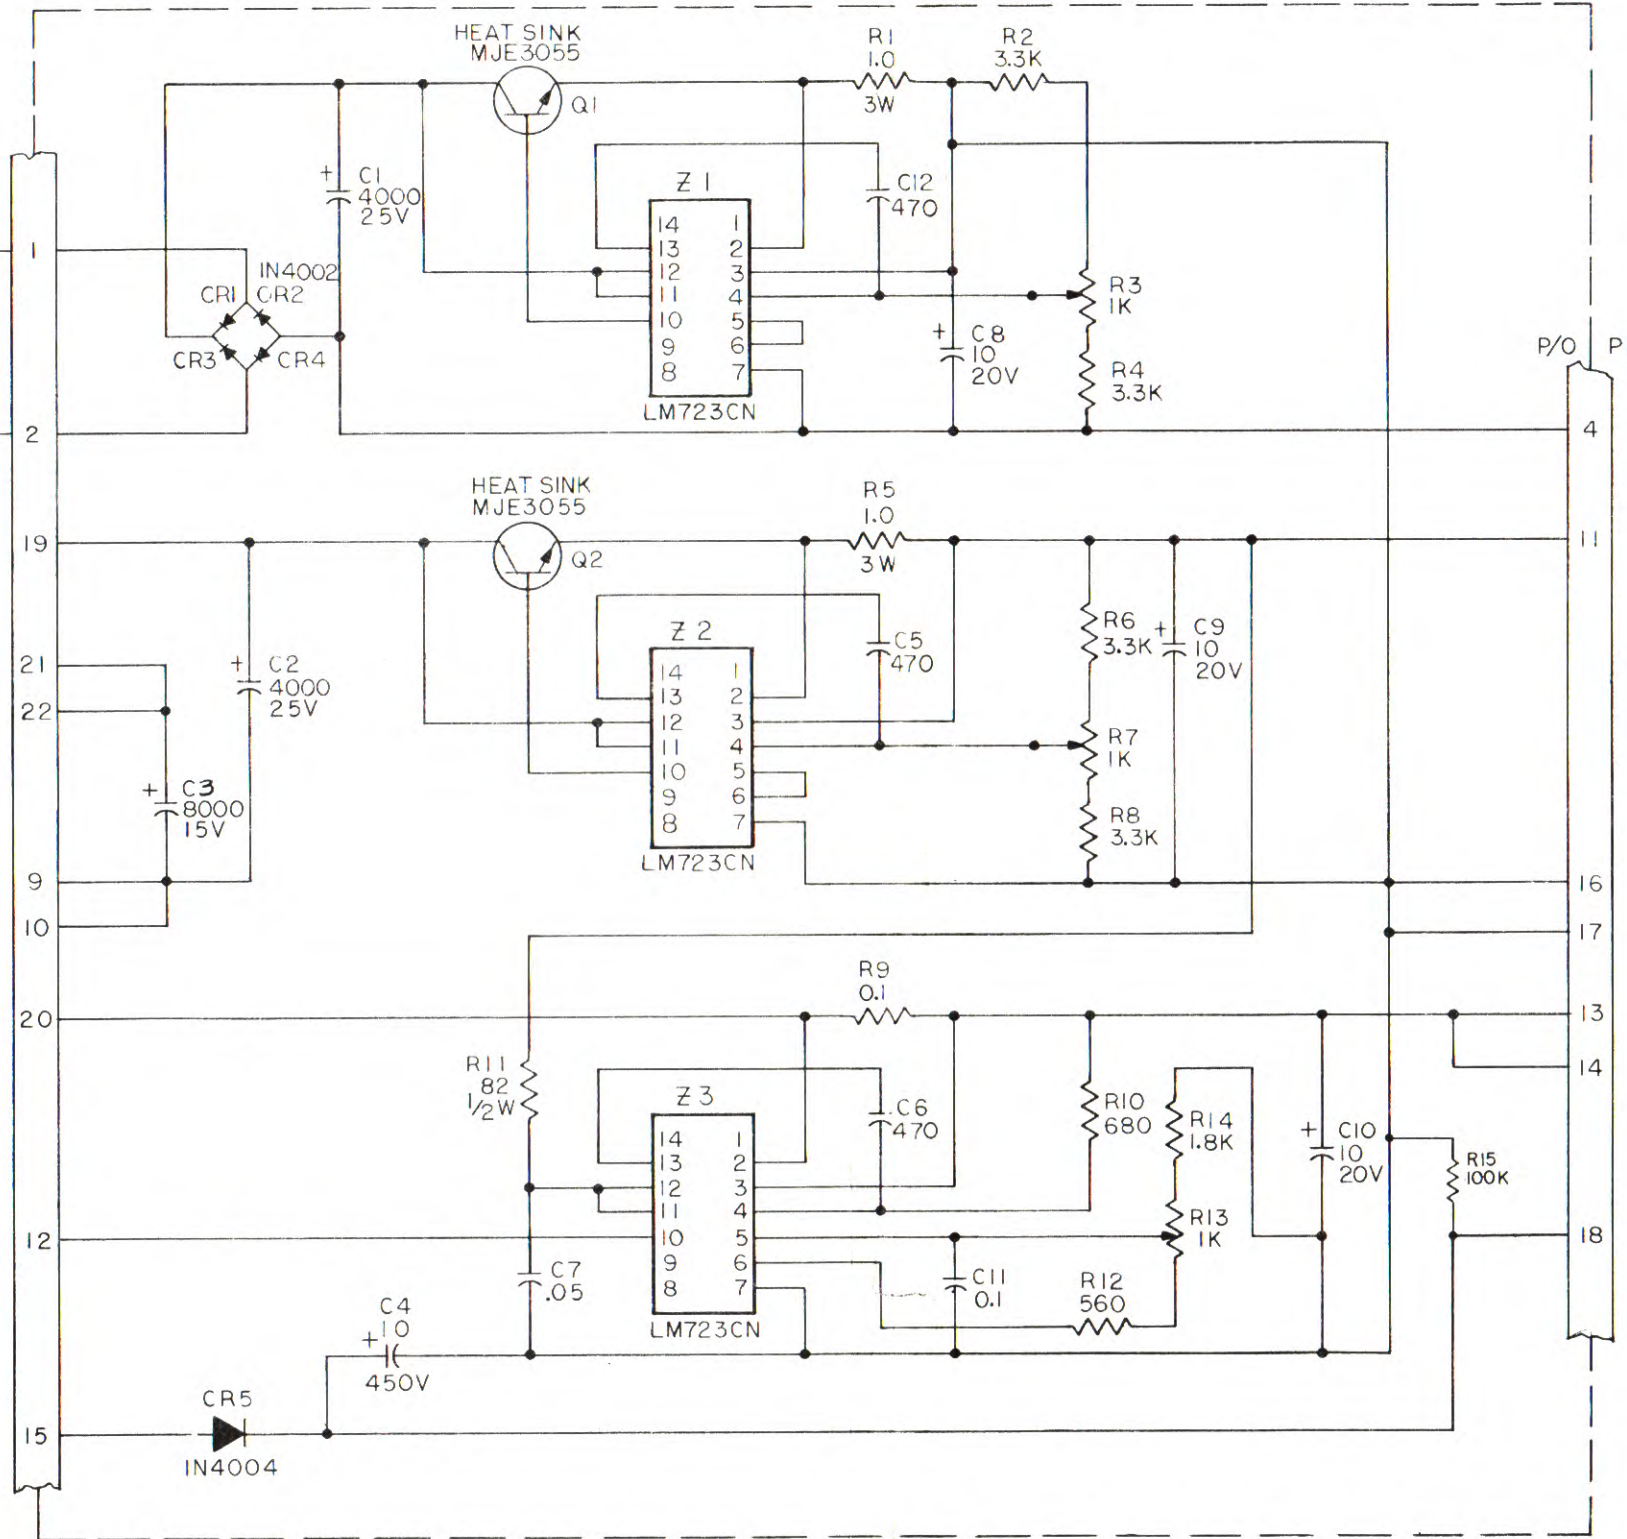 HEAT SINK
MJE3055
Q1
R1
1.0
3W
R2
3.3K
+
C1
4000
25V
Z1
14
13
12
11
10
9
8
1
2
3
4
5
6
7
LM723CN
C12
470
1
IN4002
CR1
CR2
CR3
CR4
2
R3
1K
+
C8
10
20V
R4
3.3K
P/O
P
4
HEAT SINK
MJE3055
Q2
R5
1.0
3W
19
11
21
22
+
C2
4000
25V
+
C3
8000
15V
9
10
Z2
14
13
12
11
10
9
8
1
2
3
4
5
6
7
LM723CN
C5
470
R6
3.3K
+
C9
10
20V
R7
1K
R8
3.3K
16
17
R9
0.1
20
13
14
R11
82
1/2W
Z3
14
13
12
11
10
9
8
1
2
3
4
5
6
7
LM723CN
C6
470
R10
680
R14
1.8K
+
C10
10
20V
R15
100K
R13
1K
12
18
C7
.05
C11
0.1
R12
560
C4
+
10
450V
CR5
15
IN4004